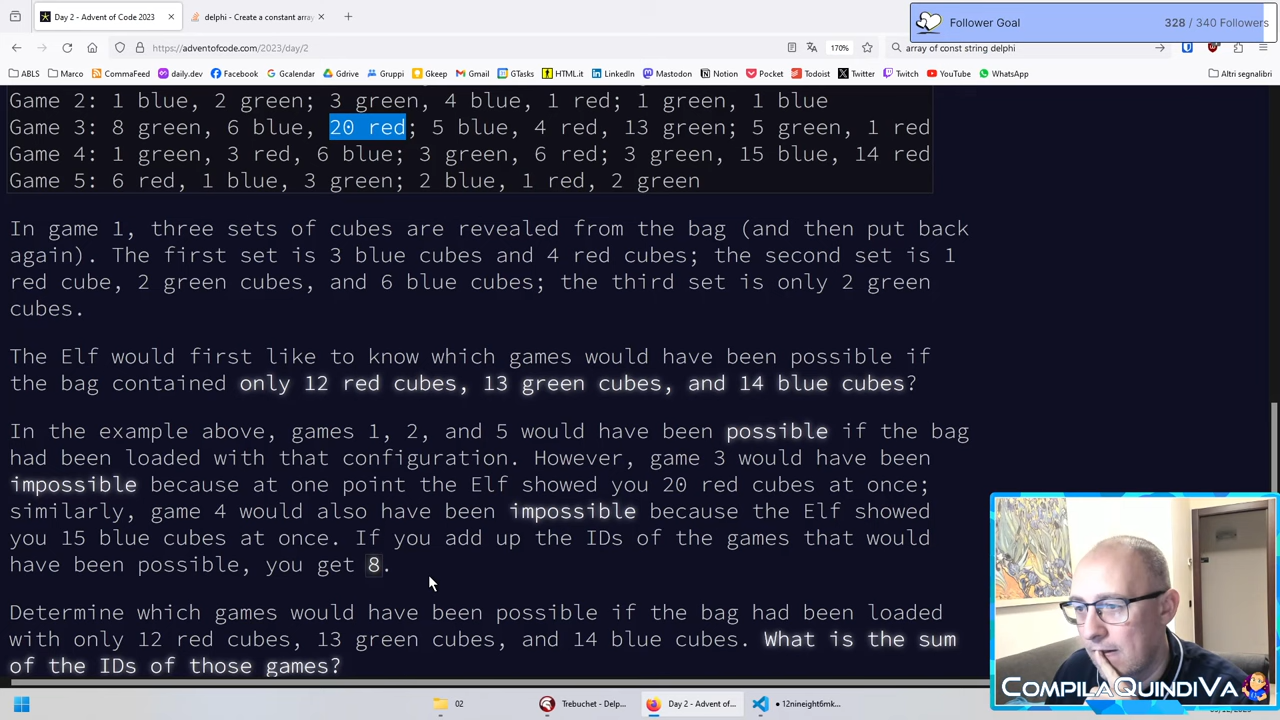 Day 2 - Advent of Code 2023
delphi - Create a constant array
Follower Goal
328 / 340 Followers
https://adventofcode.com/2023/day/2
170%
array of const string delphi
ABLS
Marco
CommaFeed
daily.dev
Facebook
Gcalendar
Gdrive
Gruppi
Gkeep
Gmail
GTasks
HTML.it
LinkedIn
Mastodon
Notion
Pocket
Todoist
Twitter
Twitch
YouTube
WhatsApp
Altri segnalibri
Game 2: 1 blue, 2 green; 3 green, 4 blue, 1 red; 1 green, 1 blue
Game 3: 8 green, 6 blue, 20 red; 5 blue, 4 red, 13 green; 5 green, 1 red
Game 4: 1 green, 3 red, 6 blue; 3 green, 6 red; 3 green, 15 blue, 14 red
Game 5: 6 red, 1 blue, 3 green; 2 blue, 1 red, 2 green
In game 1, three sets of cubes are revealed from the bag (and then put back
again). The first set is 3 blue cubes and 4 red cubes; the second set is 1
red cube, 2 green cubes, and 6 blue cubes; the third set is only 2 green
cubes.
The Elf would first like to know which games would have been possible if
the bag contained only 12 red cubes, 13 green cubes, and 14 blue cubes?
In the example above, games 1, 2, and 5 would have been possible if the bag
had been loaded with that configuration. However, game 3 would have been
impossible because at one point the Elf showed you 20 red cubes at once;
similarly, game 4 would also have been impossible because the Elf showed
you 15 blue cubes at once. If you add up the IDs of the games that would
have been possible, you get 8.
Determine which games would have been possible if the bag had been loaded
with only 12 red cubes, 13 green cubes, and 14 blue cubes. What is the sum
of the IDs of those games?
COMPILAQUINDIVA
02
Trebuchet - Delp...
Day 2 - Advent of...
• 12nineight6mk...